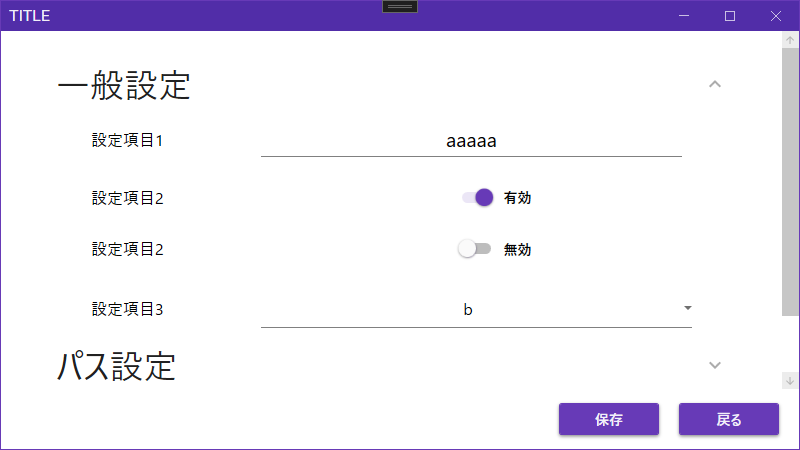 TITLE
一般設定
設定項目1 aaaaa
設定項目2 有効
設定項目2 無効
設定項目3 b
パス設定
保存 戻る